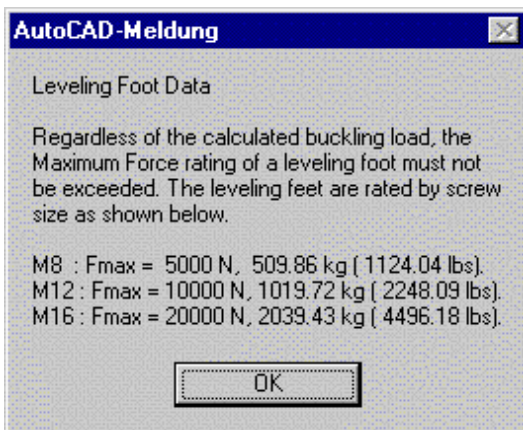 AutoCAD-Meldung
Leveling Foot Data
Regardless of the calculated buckling load, the
Maximum Force rating of a leveling foot must not
be exceeded. The leveling feet are rated by screw
size as shown below.
M8 : Fmax = 5000 N, 509.86 kg ( 1124.04 lbs).
M12 : Fmax = 10000 N, 1019.72 kg ( 2248.09 lbs).
M16 : Fmax = 20000 N, 2039.43 kg ( 4496.18 lbs).
OK